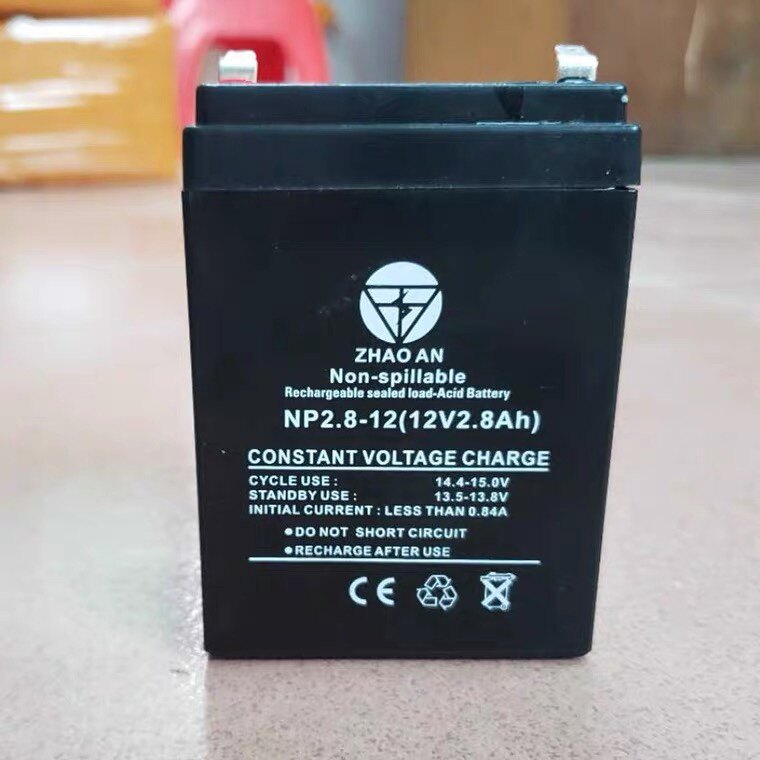 ZHAO AN
Non-spillable
Rechargeable sealed load-Acid Battery
NP2.8-12(12V2.8Ah)
CONSTANT VOLTAGE CHARGE
CYCLE USE : 14.4-15.0V
STANDBY USE : 13.5-13.8V
INITIAL CURRENT : LESS THAN 0.84A
●DO NOT SHORT CIRCUIT
●RECHARGE AFTER USE
CE